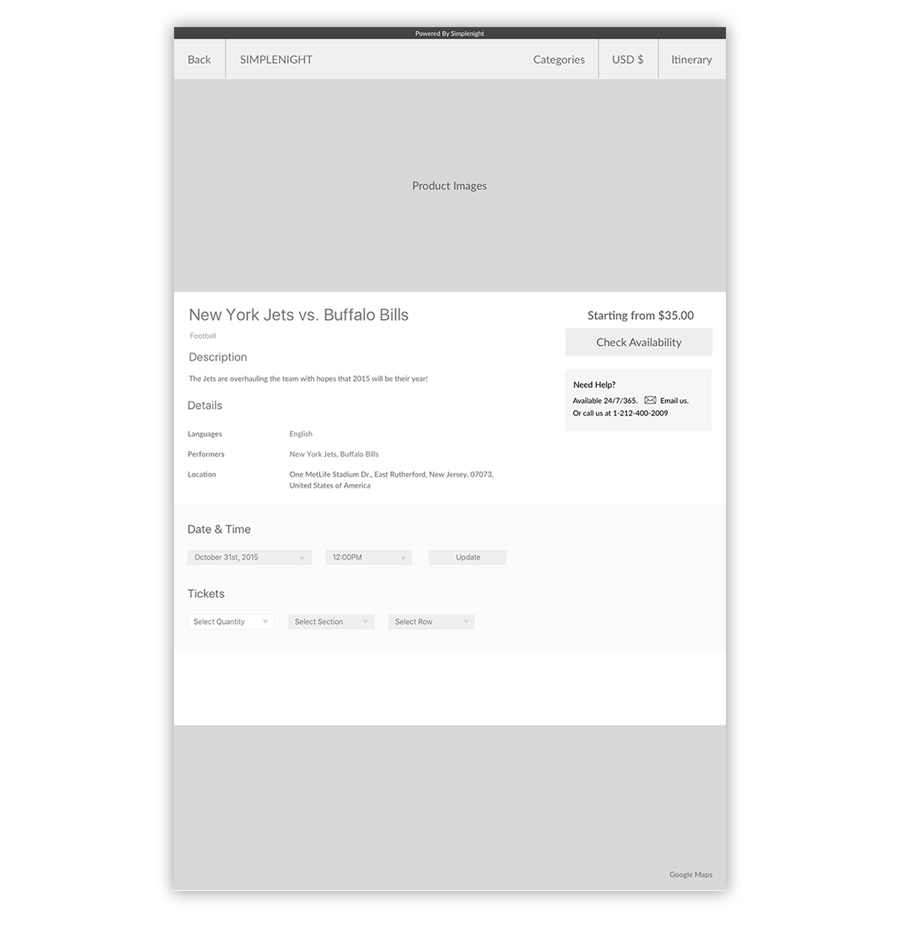 Powered By Simplenight
Back SIMPLENIGHT Categories USD $ Itinerary
Product Images
New York Jets vs. Buffalo Bills
Football
Description
The Jets are overhauling the team with hopes that 2015 will be their year!
Details
Languages English
Performers New York Jets, Buffalo Bills
Location One MetLife Stadium Dr., East Rutherford, New Jersey, 07073,
United States of America
Starting from $35.00
Check Availability
Need Help?
Available 24/7/365. Email us.
Or call us at 1-212-400-2009
Date & Time
October 31st, 2015 12:00PM Update
Tickets
Select Quantity Select Section Select Row
Google Maps